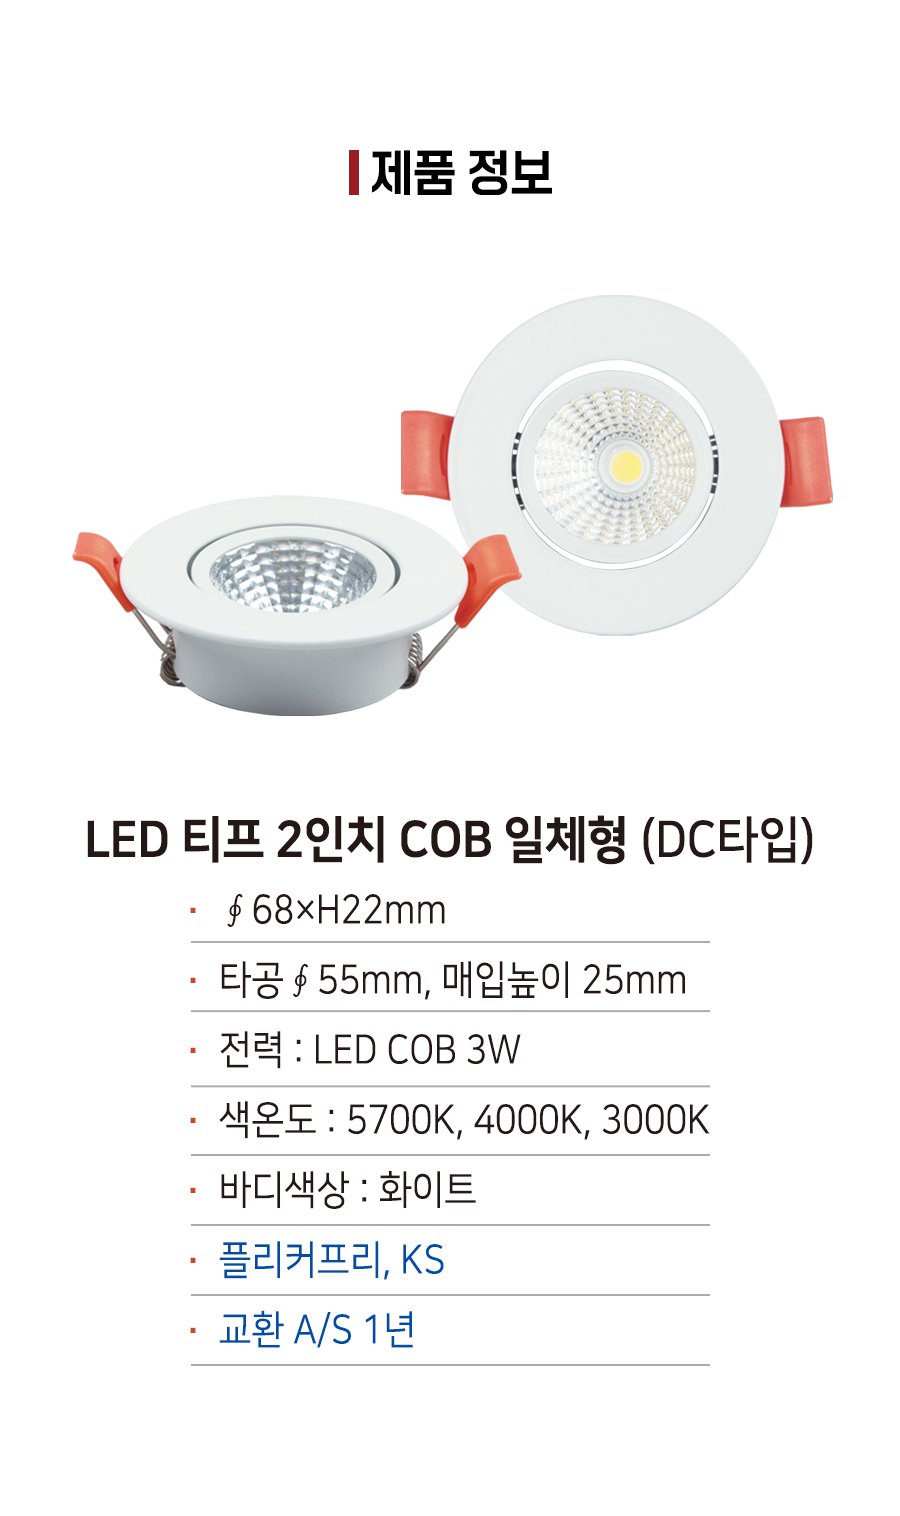 제품 정보
LED 티프 2인치 COB 일체형 (DC타입)
· ∮68×H22mm
· 타공∮55mm, 매입높이 25mm
· 전력 : LED COB 3W
· 색온도 : 5700K, 4000K, 3000K
· 바디색상 : 화이트
· 플리커프리, KS
· 교환 A/S 1년